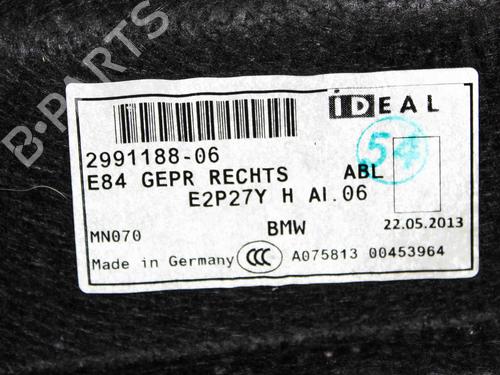 B-PARTS
iDEAL
2991188-06
54
E84 GEPR RECHTS ABL
E2P27Y H AI.06
MN070 BMW 22.05.2013
Made in Germany CCC A075813 00453964